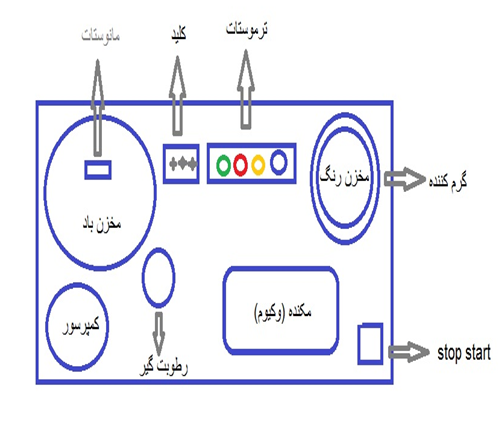 ترموستات
کلید
مانوستات
مخزن رنگ
گرم کننده
مخزن باد
مکنده (وکیوم)
کمپرسور
رطوبت گیر
stop start